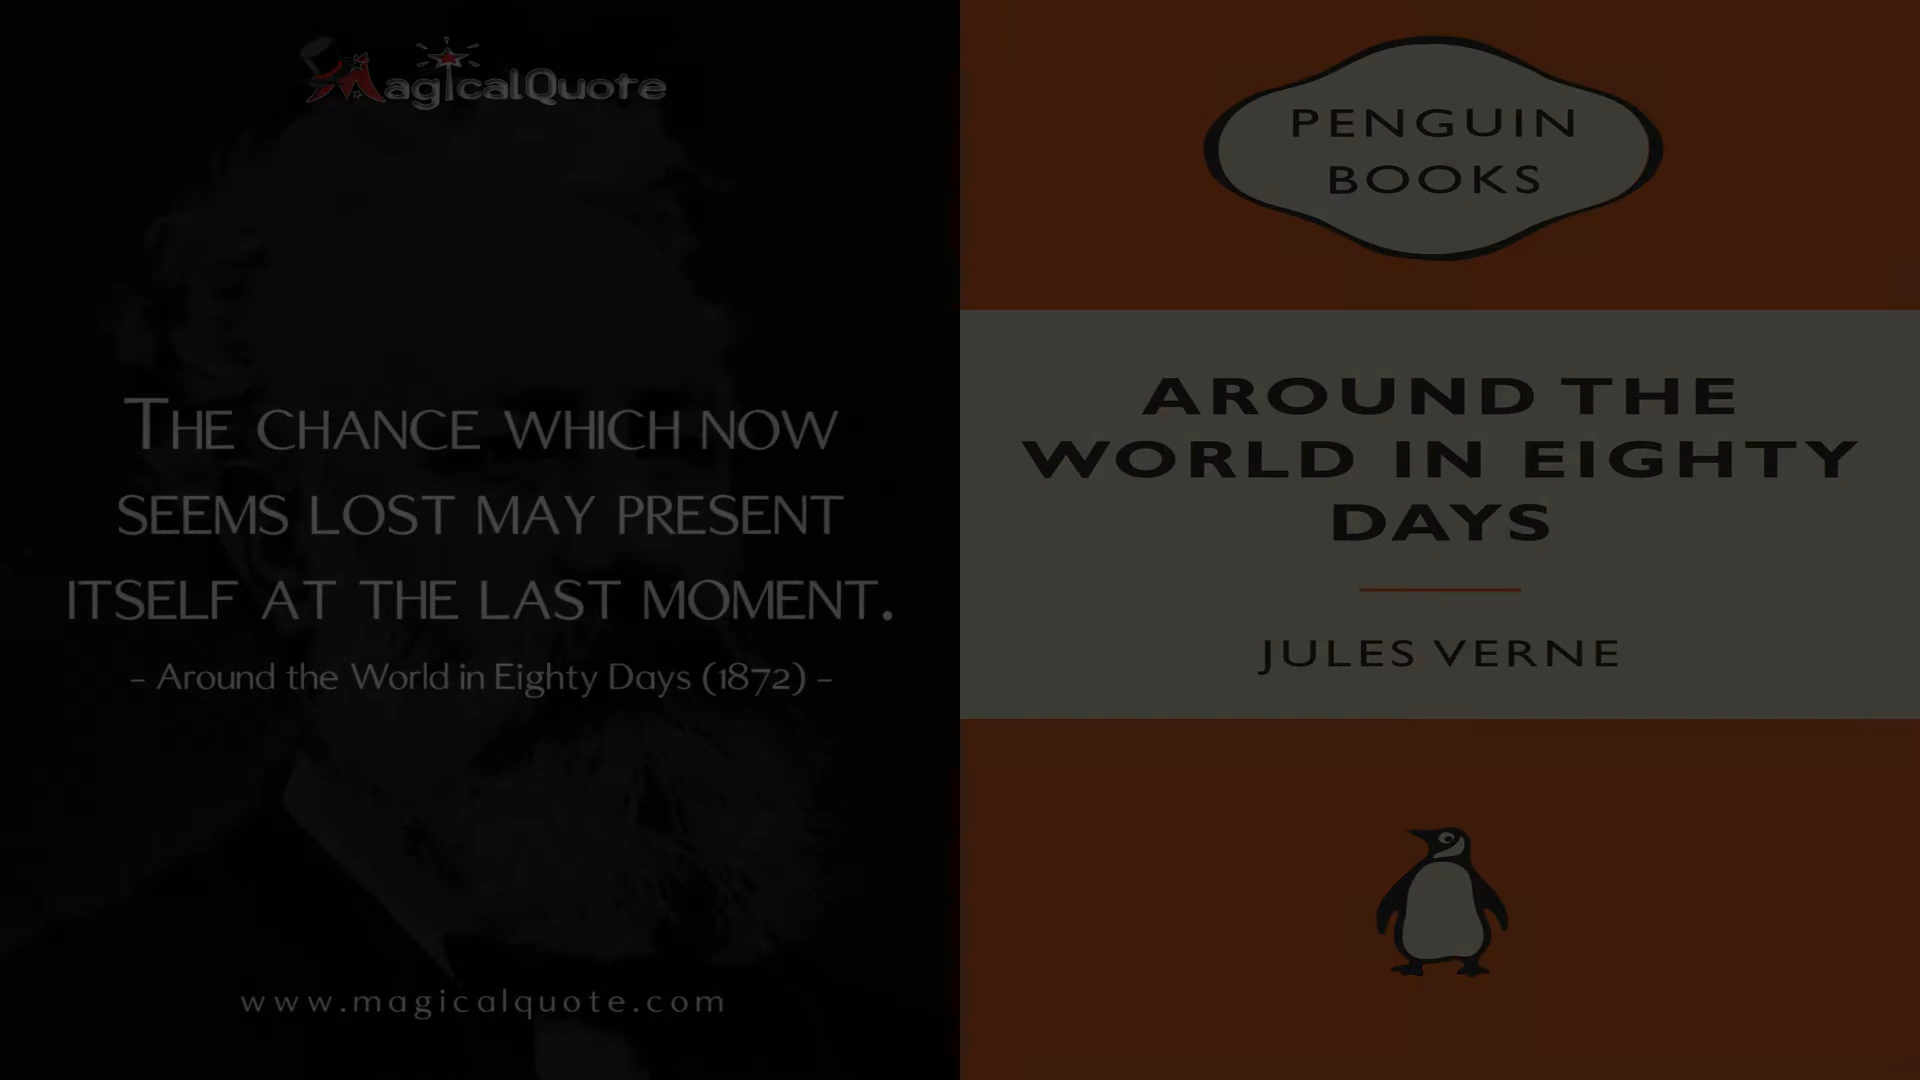 MagicalQuote
THE CHANCE WHICH NOW
SEEMS LOST MAY PRESENT
ITSELF AT THE LAST MOMENT.
- Around the World in Eighty Days (1872) -
www.magicalquote.com
PENGUIN
BOOKS
AROUND THE
WORLD IN EIGHTY
DAYS
JULES VERNE